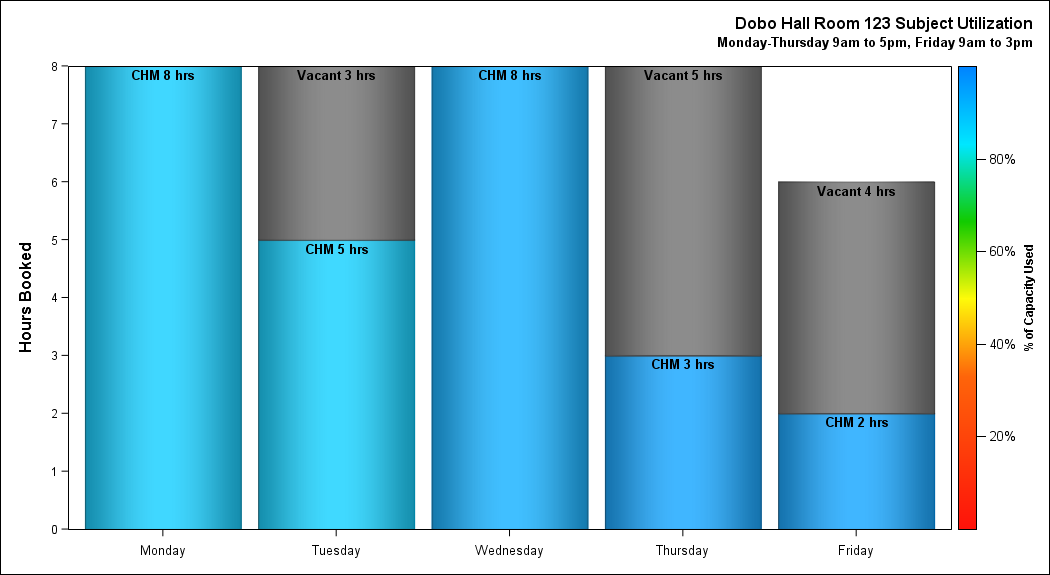 Dobo Hall Room 123 Subject Utilization
Monday-Thursday 9am to 5pm, Friday 9am to 3pm
Hours Booked
8
7
6
5
4
3
2
1
0
CHM 8 hrs
Vacant 3 hrs
CHM 5 hrs
CHM 8 hrs
Vacant 5 hrs
CHM 3 hrs
Vacant 4 hrs
CHM 2 hrs
Monday
Tuesday
Wednesday
Thursday
Friday
80%
60%
40%
20%
% of Capacity Used